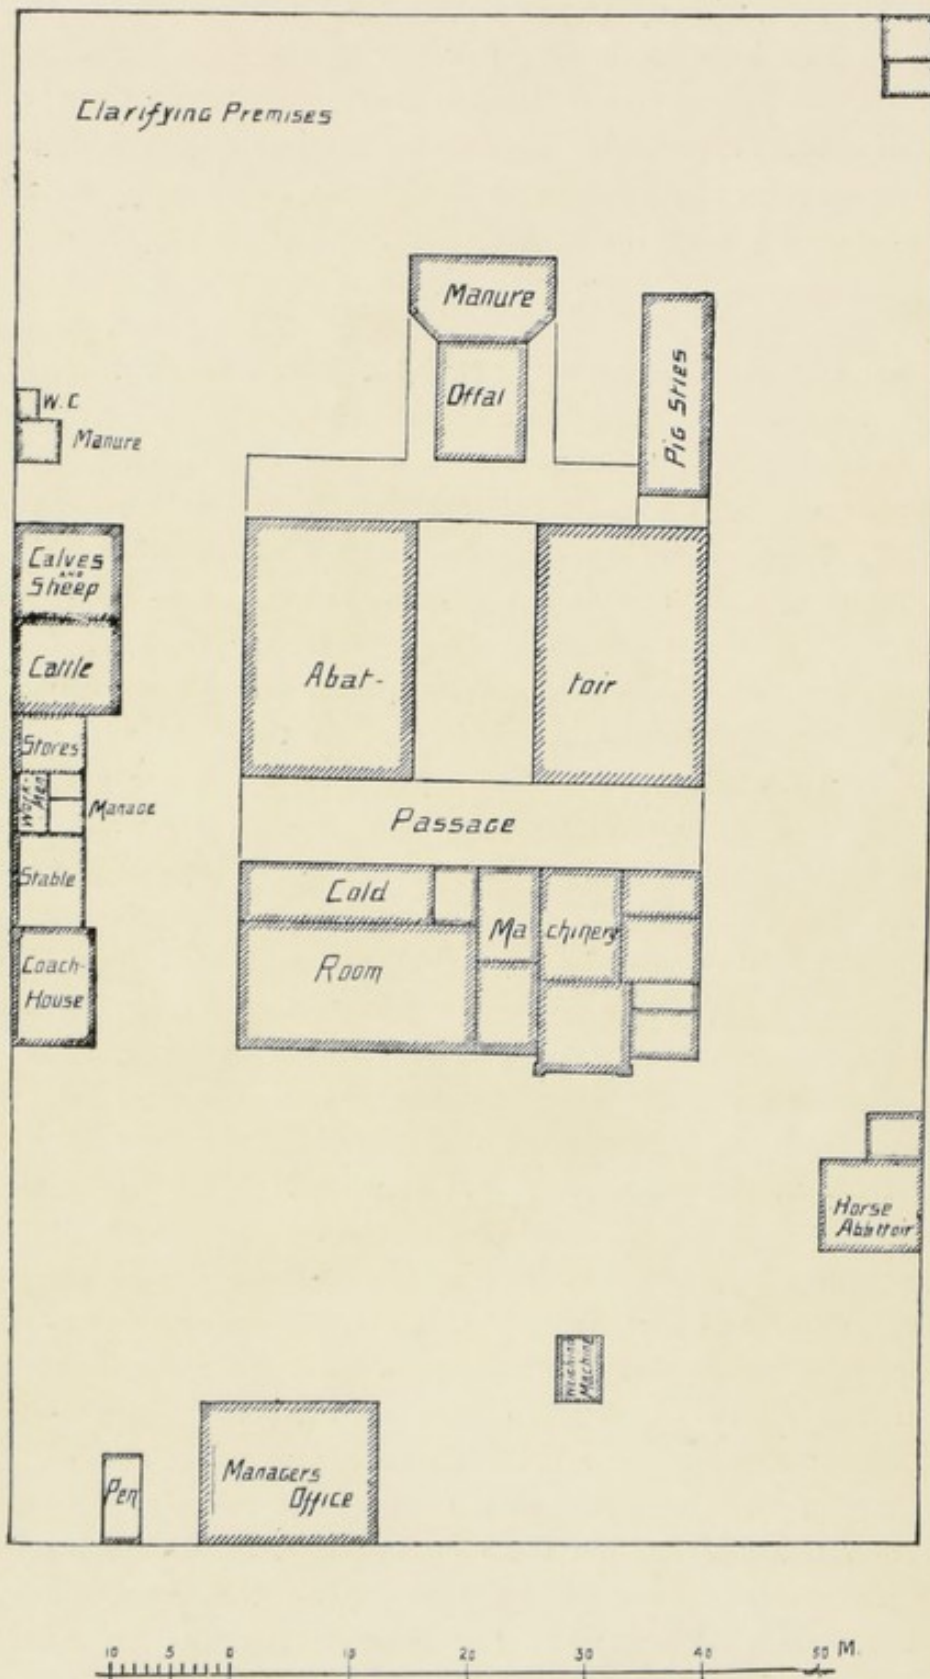 Clarifying Premises
Manure
Offal
Pig Sties
W.C
Manure
Calves
AND
Sheep
Cattle
Stores
Work-
Men
Manage
Stable
Coach-
House
Abat-
toir
Passage
Cold
Room
Ma
chinery
Horse
Abattoir
Weighing
Machine
Pen
Managers
Office
10 5 0 10 20 30 40 50 M.